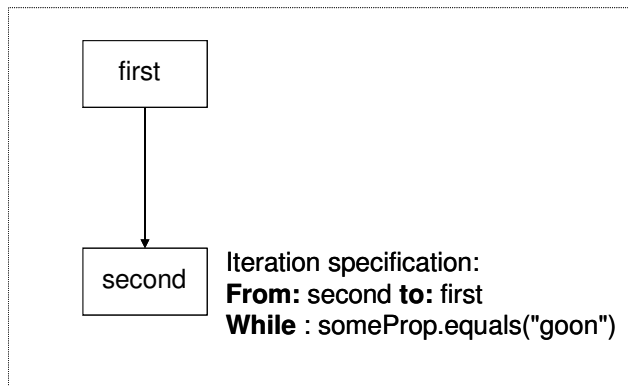 first
second
Iteration specification:
From: second to: first
While : someProp.equals("goon")